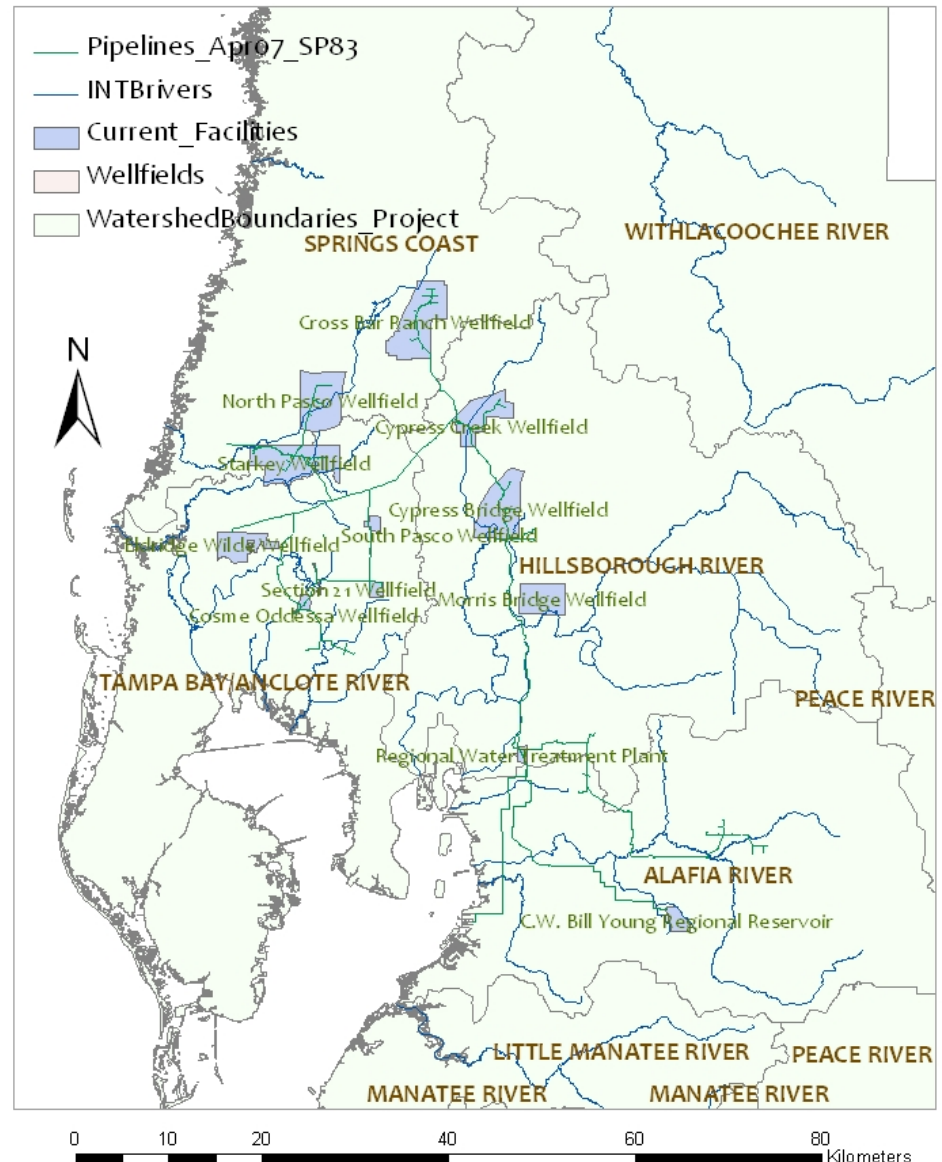 Pipelines_Apr07_SP83
INTBrivers
Current_Facilities
Wellfields
WatershedBoundaries_Project
SPRINGS COAST
WITHLACOOCHEE RIVER
Cross Bar Ranch Wellfield
N
North Pasco Wellfield
Cypress Creek Wellfield
Starkey Wellfield
Cypress Bridge Wellfield
South Pasco Wellfield
Eldridge Wilde Wellfield
HILLSBOROUGH RIVER
Section 21 Wellfield
Morris Bridge Wellfield
Cosme Oddessa Wellfield
TAMPA BAY/ANCLOTE RIVER
PEACE RIVER
Regional Water Treatment Plant
ALAFIA RIVER
C.W. Bill Young Regional Reservoir
LITTLE MANATEE RIVER
PEACE RIVER
MANATEE RIVER
MANATEE RIVER
0 10 20 40 60 80
Kilometers